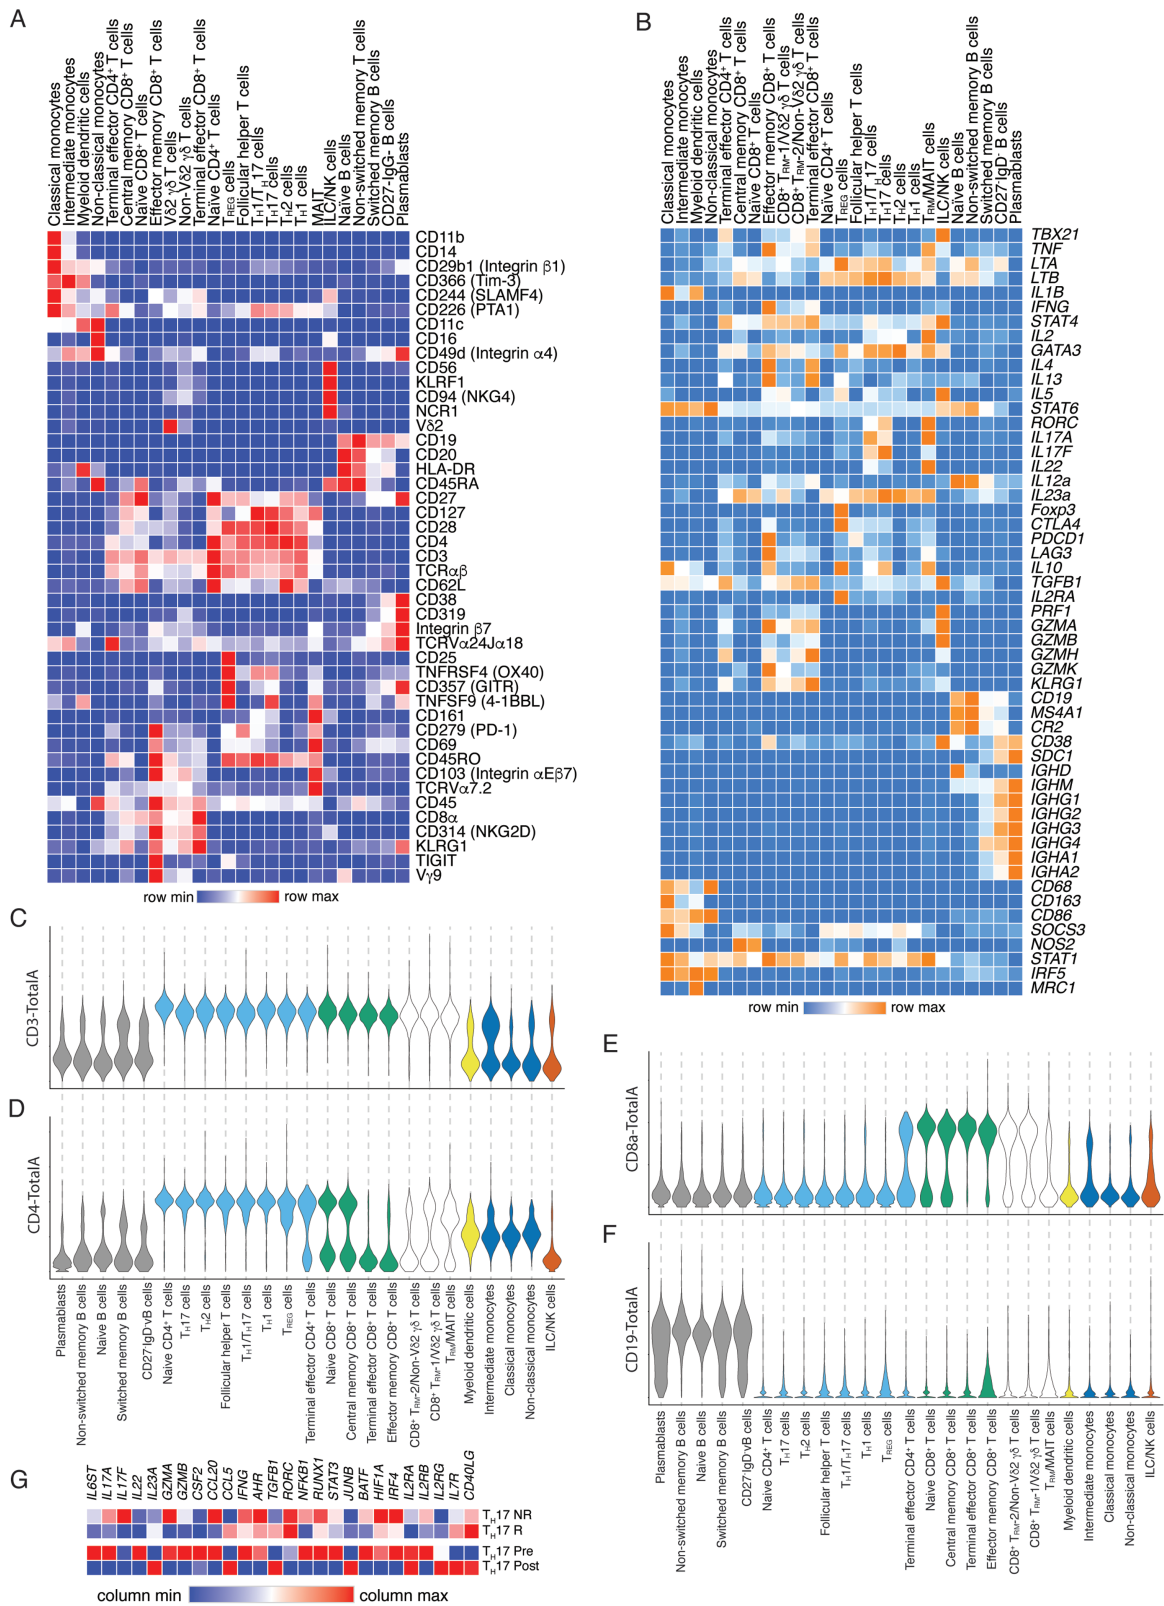 A
Classical monocytes
Intermediate monocytes
Myeloid dendritic cells
Non-classical monocytes
Terminal effector CD4+ T cells
Central memory CD8+ T cells
Naïve CD8+ T cells
Effector memory CD8+ T cells
Vδ2 γδ T cells
Non-Vδ2 γδ T cells
Terminal effector CD8+ T cells
Naïve CD4+ T cells
TREG cells
Follicular helper T cells
TH1/TH17 cells
TH17 cells
TH2 cells
TH1 cells
MAIT
ILC/NK cells
Naïve B cells
Non-switched memory T cells
Switched memory B cells
CD27-IgG- B cells
Plasmablasts
CD11b
CD14
CD29b1 (Integrin β1)
CD366 (Tim-3)
CD244 (SLAMF4)
CD226 (PTA1)
CD11c
CD16
CD49d (Integrin α4)
CD56
KLRF1
CD94 (NKG4)
NCR1
Vδ2
CD19
CD20
HLA-DR
CD45RA
CD27
CD127
CD28
CD4
CD3
TCRαβ
CD62L
CD38
CD319
Integrin β7
TCRVα24Jα18
CD25
TNFRSF4 (OX40)
CD357 (GITR)
TNFSF9 (4-1BBL)
CD161
CD279 (PD-1)
CD69
CD45RO
CD103 (Integrin αEβ7)
TCRVα7.2
CD45
CD8α
CD314 (NKG2D)
KLRG1
TIGIT
Vγ9
row min
row max
B
Classical monocytes
Intermediate monocytes
Myeloid dendritic cells
Non-classical monocytes
Terminal effector CD4+ T cells
Central memory CD8+ T cells
Naïve CD8+ T cells
Effector memory CD8+ T cells
CD8+ TRM-1/Vδ2 γδ T cells
CD8+ TRM-2/Non-Vδ2 γδ T cells
Terminal effector CD8+ T cells
Naïve CD4+ T cells
TREG cells
Follicular helper T cells
TH1/TH17 cells
TH17 cells
TH2 cells
TH1 cells
TRM/MAIT cells
ILC/NK cells
Naïve B cells
Non-switched memory B cells
Switched memory B cells
CD27-IgD- B cells
Plasmablasts
TBX21
TNF
LTA
LTB
IL1B
IFNG
STAT4
IL2
GATA3
IL4
IL13
IL5
STAT6
RORC
IL17A
IL17F
IL22
IL12a
IL23a
Foxp3
CTLA4
PDCD1
LAG3
IL10
TGFB1
IL2RA
PRF1
GZMA
GZMB
GZMH
GZMK
KLRG1
CD19
MS4A1
CR2
CD38
SDC1
IGHD
IGHM
IGHG1
IGHG2
IGHG3
IGHG4
IGHA1
IGHA2
CD68
CD163
CD86
SOCS3
NOS2
STAT1
IRF5
MRC1
row min
row max
C
CD3-TotalA
D
CD4-TotalA
Plasmablasts
Non-switched memory B cells
Naive B cells
Switched memory B cells
CD27-IgD-vB cells
Naive CD4+ T cells
TH17 cells
TH2 cells
Follicular helper T cells
TH1/TH17 cells
TH1 cells
TREG cells
Terminal effector CD4+ T cells
Naive CD8+ T cells
Central memory CD8+ T cells
Terminal effector CD8+ T cells
Effector memory CD8+ T cells
CD8+ TRM-2/Non-Vδ2 γδ T cells
CD8+ TRM-1/Vδ2 γδ T cells
TRM/MAIT cells
Myeloid dendritic cells
Intermediate monocytes
Classical monocytes
Non-classical monocytes
ILC/NK cells
E
CD8a-TotalA
F
CD19-TotalA
Plasmablasts
Non-switched memory B cells
Naive B cells
Switched memory B cells
CD27-IgD-vB cells
Naive CD4+ T cells
TH17 cells
TH2 cells
Follicular helper T cells
TH1/TH17 cells
TH1 cells
TREG cells
Terminal effector CD4+ T cells
Naive CD8+ T cells
Central memory CD8+ T cells
Terminal effector CD8+ T cells
Effector memory CD8+ T cells
CD8+ TRM-2/Non-Vδ2 γδ T cells
CD8+ TRM-1/Vδ2 γδ T cells
TRM/MAIT cells
Myeloid dendritic cells
Intermediate monocytes
Classical monocytes
Non-classical monocytes
ILC/NK cells
G
IL6ST
IL17A
IL17F
IL22
IL23A
GZMA
GZMB
CSF2
CCL20
CCL5
IFNG
AHR
TGFB1
RORC
NFKB1
RUNX1
STAT3
JUNB
BATF
HIF1A
IRF4
IL2RA
IL2RB
IL2RG
IL7R
CD40LG
TH17 NR
TH17 R
TH17 Pre
TH17 Post
column min
column max